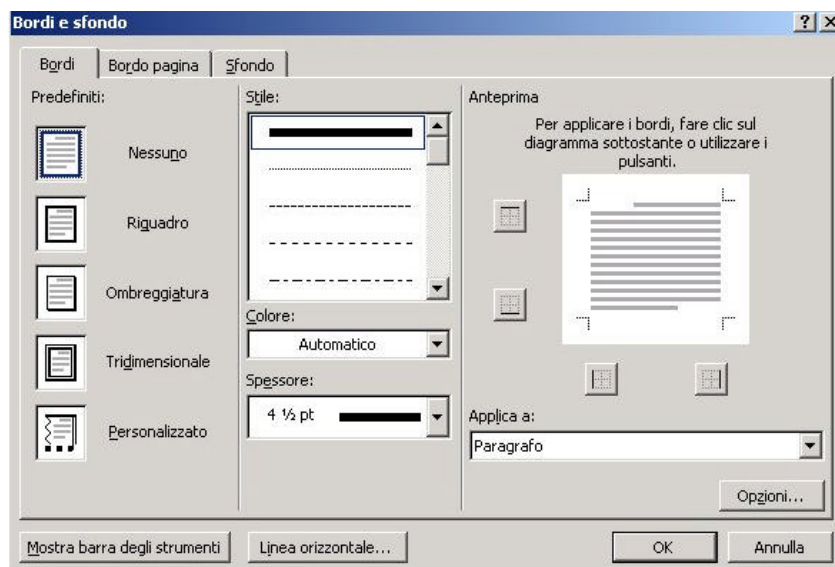 Bordi e sfondo
Bordi
Bordo pagina
Sfondo
Predefiniti:
Nessuno
Riquadro
Ombreggiatura
Tridimensionale
Personalizzato
Stile:
Colore:
Automatico
Spessore:
4 ½ pt
Anteprima
Per applicare i bordi, fare clic sul
diagramma sottostante o utilizzare i
pulsanti.
Applica a:
Paragrafo
Opzioni...
Mostra barra degli strumenti
Linea orizzontale...
OK
Annulla